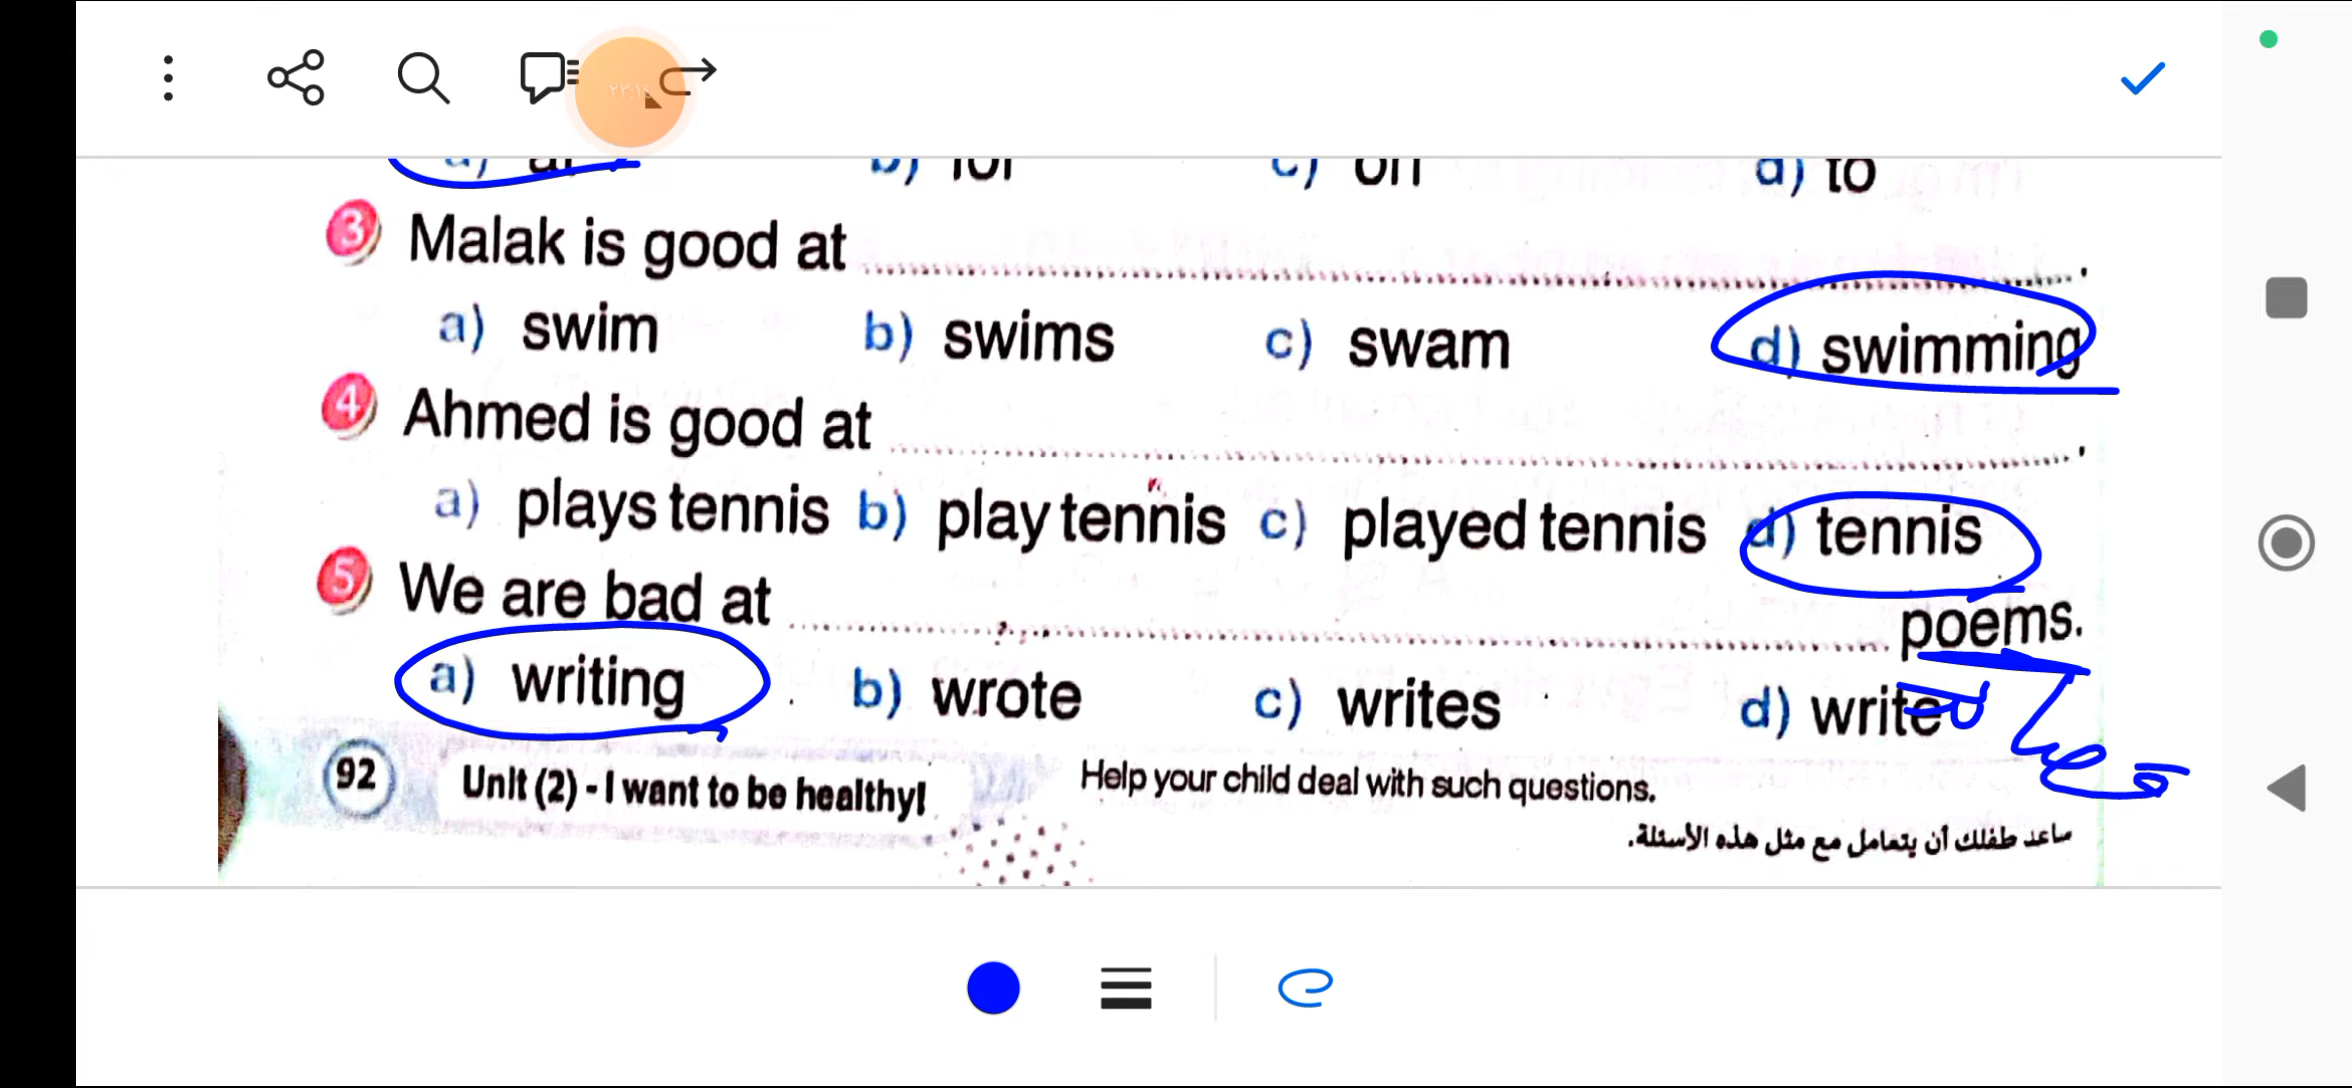 ٢٣:١٤
d) to
3 Malak is good at ........ .
a) swim b) swims c) swam d) swimming
4 Ahmed is good at ........ .
a) plays tennis b) play tennis c) played tennis d) tennis
5 We are bad at ........ poems.
a) writing b) wrote c) writes d) write
92 Unit (2) - I want to be healthy! Help your child deal with such questions.
ساعد طفلك أن يتعامل مع مثل هذه الأسئلة.